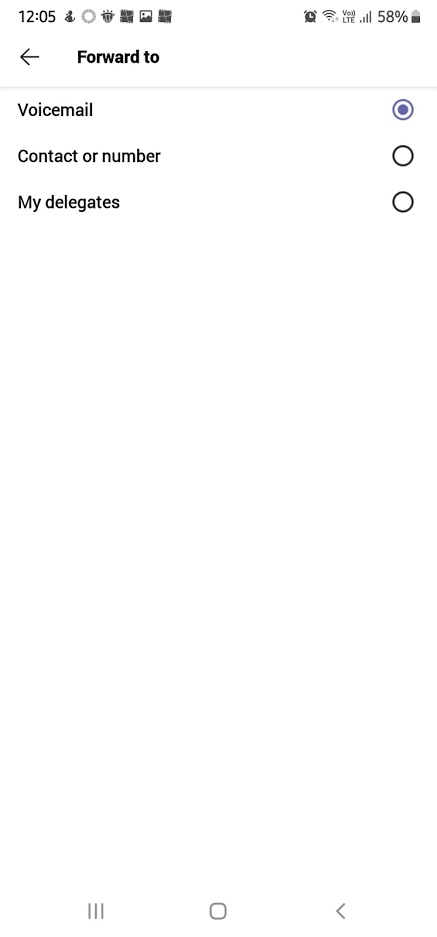 12:05 58%
Forward to
Voicemail
Contact or number
My delegates